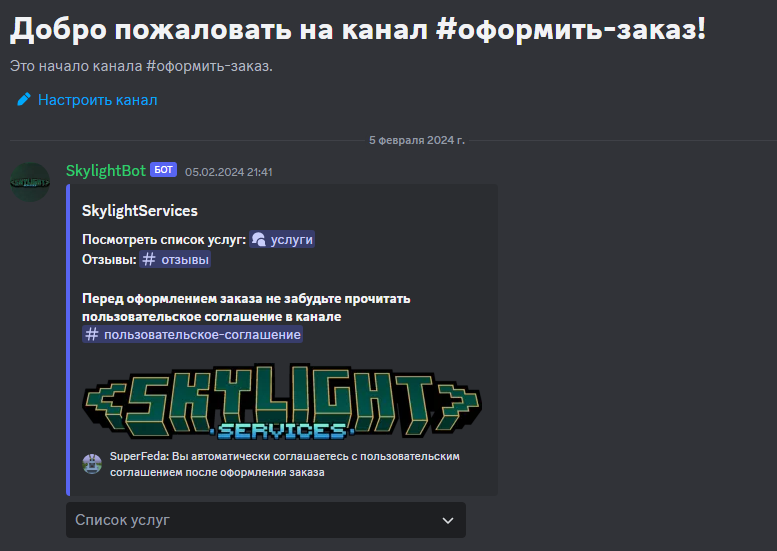 Добро пожаловать на канал #оформить-заказ!
Это начало канала #оформить-заказ.
Настроить канал
5 февраля 2024 г.
SkylightBot БОТ 05.02.2024 21:41
SkylightServices
Посмотреть список услуг: услуги
Отзывы: # отзывы
Перед оформлением заказа не забудьте прочитать
пользовательское соглашение в канале
# пользовательское-соглашение
<SKYLIGHT>
·SERVICES·
SuperFeda: Вы автоматически соглашаетесь с пользовательским
соглашением после оформления заказа
Список услуг